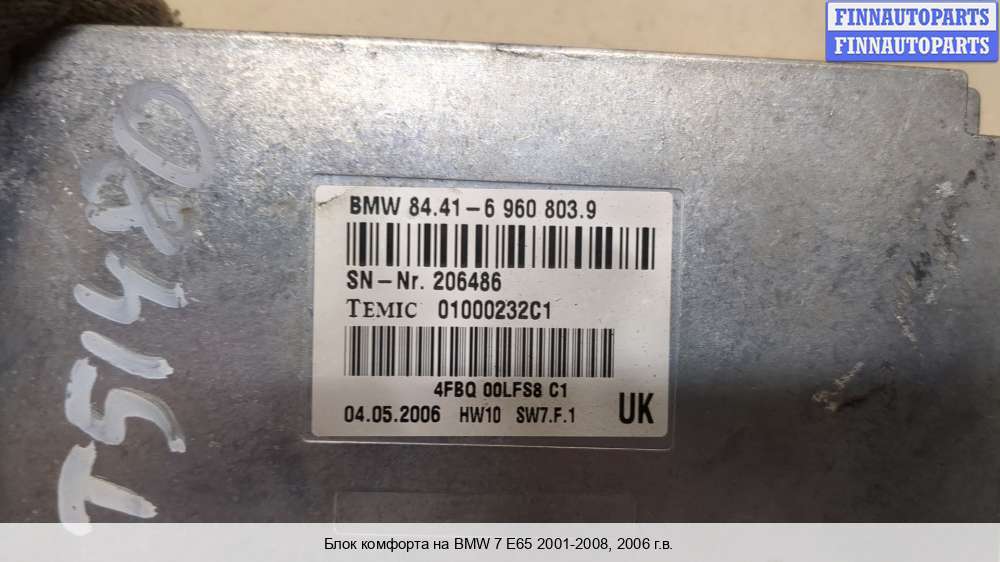 FINNAUTOPARTS
FINNAUTOPARTS
T51480
BMW 84.41-6 960 803.9
SN-Nr. 206486
TEMIC 01000232C1
4FBQ 00LFS8 C1
04.05.2006 HW10 SW7.F.1 UK
Блок комфорта на BMW 7 E65 2001-2008, 2006 г.в.